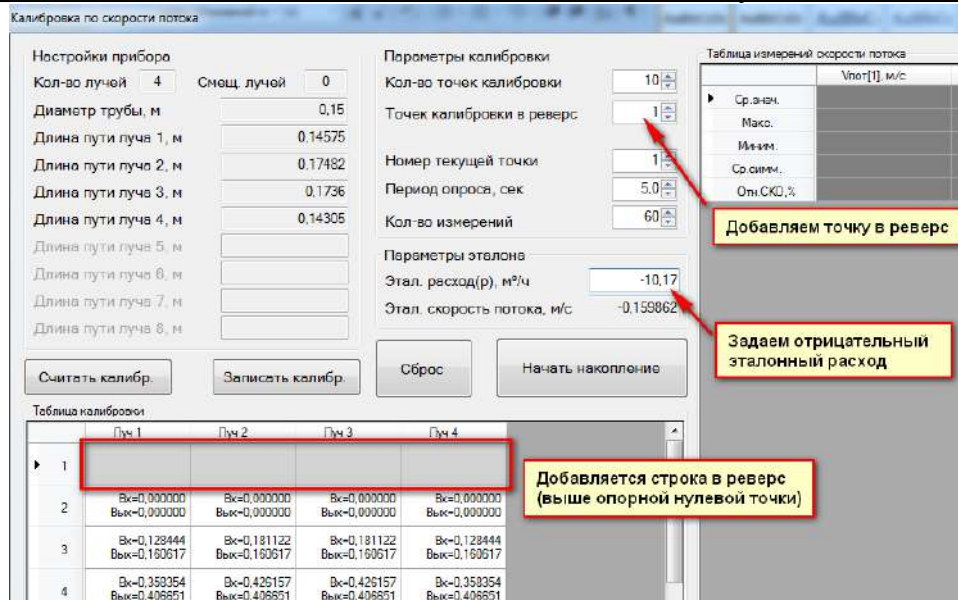 Калибровка по скорости потока
Настройки прибора
Кол-во лучей 4 Смещ. лучей 0
Диаметр трубы, м 0,15
Длина пути луча 1, м 0,14575
Длина пути луча 2, м 0,17482
Длина пути луча 3, м 0,1736
Длина пути луча 4, м 0,14305
Длина пути луча 5, м
Длина пути луча 6, м
Длина пути луча 7, м
Длина пути луча 8, м
Считать калибр. Записать калибр.
Параметры калибровки
Кол-во точек калибровки 10
Точек калибровки в реверс 1
Номер текущей точки 1
Период опроса, сек 5,0
Кол-во измерений 60
Параметры эталона
Этал. расход(р), м³/ч -10,17
Этал. скорость потока, м/с -0,159862
Сброс Начать накопление
Таблица измерений скорости потока
Vпот[1], м/с
Ср.знач.
Макс.
Миним.
Ср.симм.
Отн.СКО,%
Добавляем точку в реверс
Задаем отрицательный
эталонный расход
Таблица калибровки
Луч 1 Луч 2 Луч 3 Луч 4
1
Добавляется строка в реверс
(выше опорной нулевой точки)
2 Вх=0,000000 Вх=0,000000 Вх=0,000000 Вх=0,000000
Вых=0,000000 Вых=0,000000 Вых=0,000000 Вых=0,000000
3 Вх=0,128444 Вх=0,181122 Вх=0,181122 Вх=0,128444
Вых=0,160617 Вых=0,160617 Вых=0,160617 Вых=0,160617
4 Вх=0,358354 Вх=0,426157 Вх=0,426157 Вх=0,358354
Вых=0,406651 Вых=0,406651 Вых=0,406651 Вых=0,406651